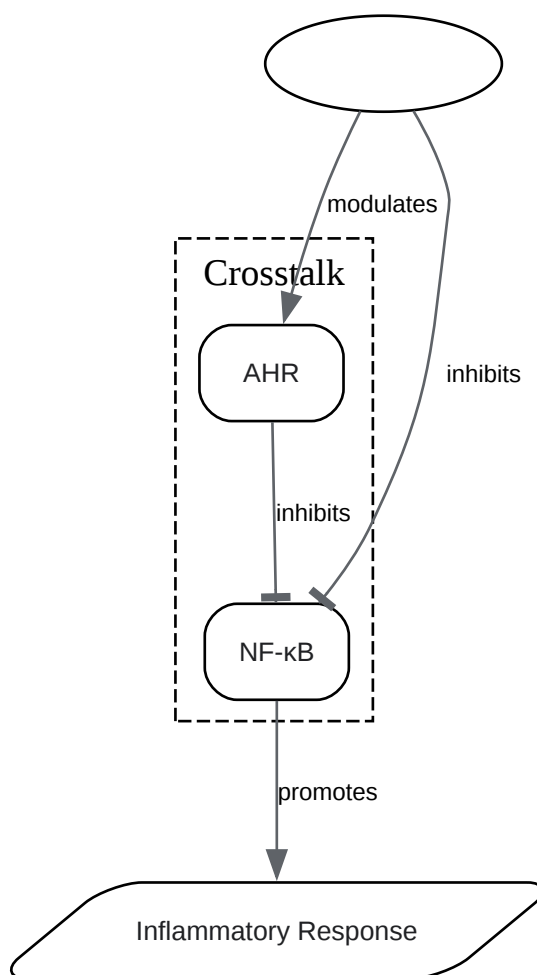 modulates
Crosstalk
AHR
inhibits
inhibits
NF-κB
promotes
Inflammatory Response